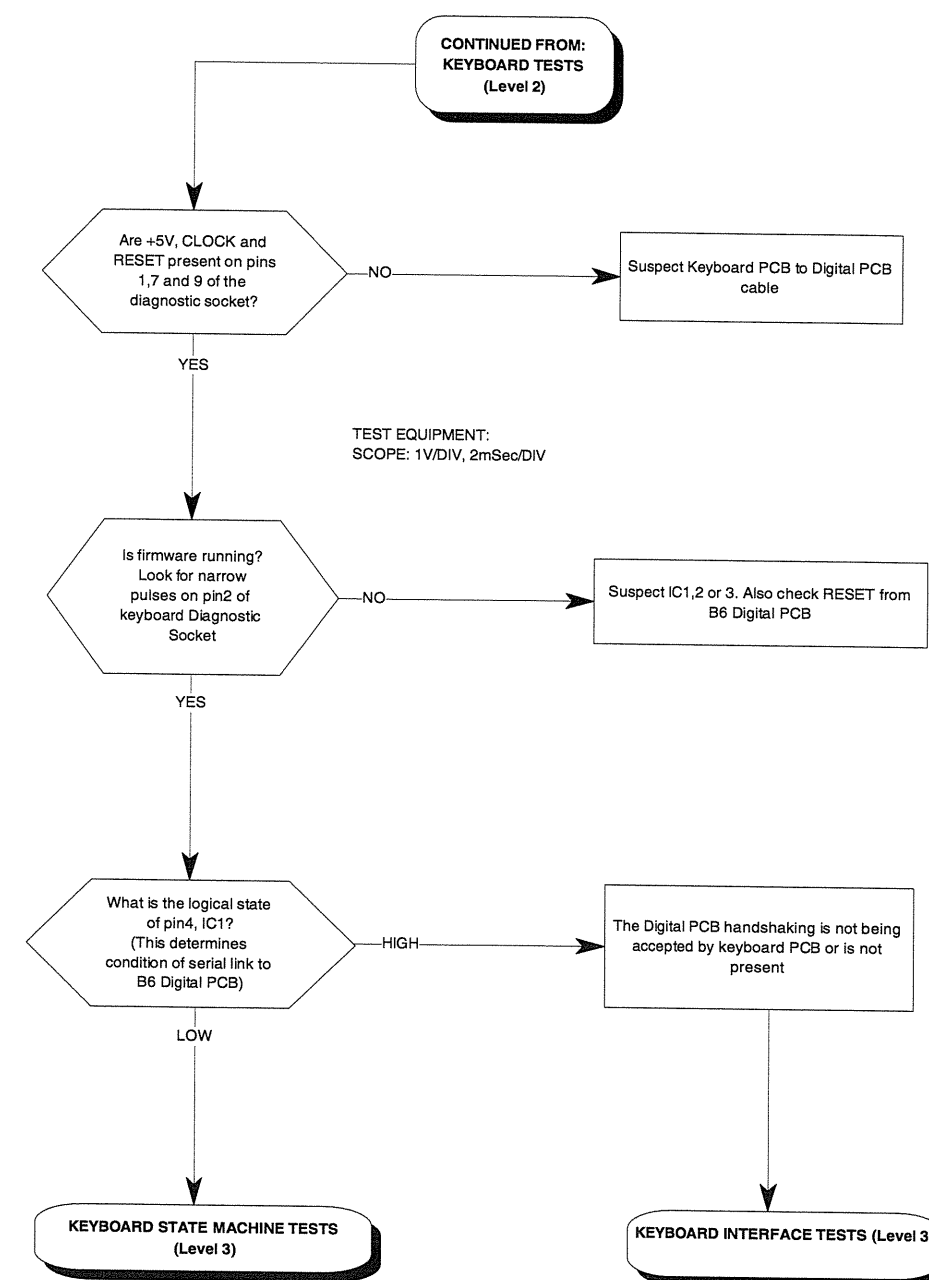 CONTINUED FROM:
KEYBOARD TESTS
(Level 2)
Are +5V, CLOCK and
RESET present on pins
1,7 and 9 of the
diagnostic socket?
NO
Suspect Keyboard PCB to Digital PCB
cable
YES
TEST EQUIPMENT:
SCOPE: 1V/DIV, 2mSec/DIV
Is firmware running?
Look for narrow
pulses on pin2 of
keyboard Diagnostic
Socket
NO
Suspect IC1,2 or 3. Also check RESET from
B6 Digital PCB
YES
What is the logical state
of pin4, IC1?
(This determines
condition of serial link to
B6 Digital PCB)
HIGH
The Digital PCB handshaking is not being
accepted by keyboard PCB or is not
present
LOW
KEYBOARD STATE MACHINE TESTS
(Level 3)
KEYBOARD INTERFACE TESTS (Level 3